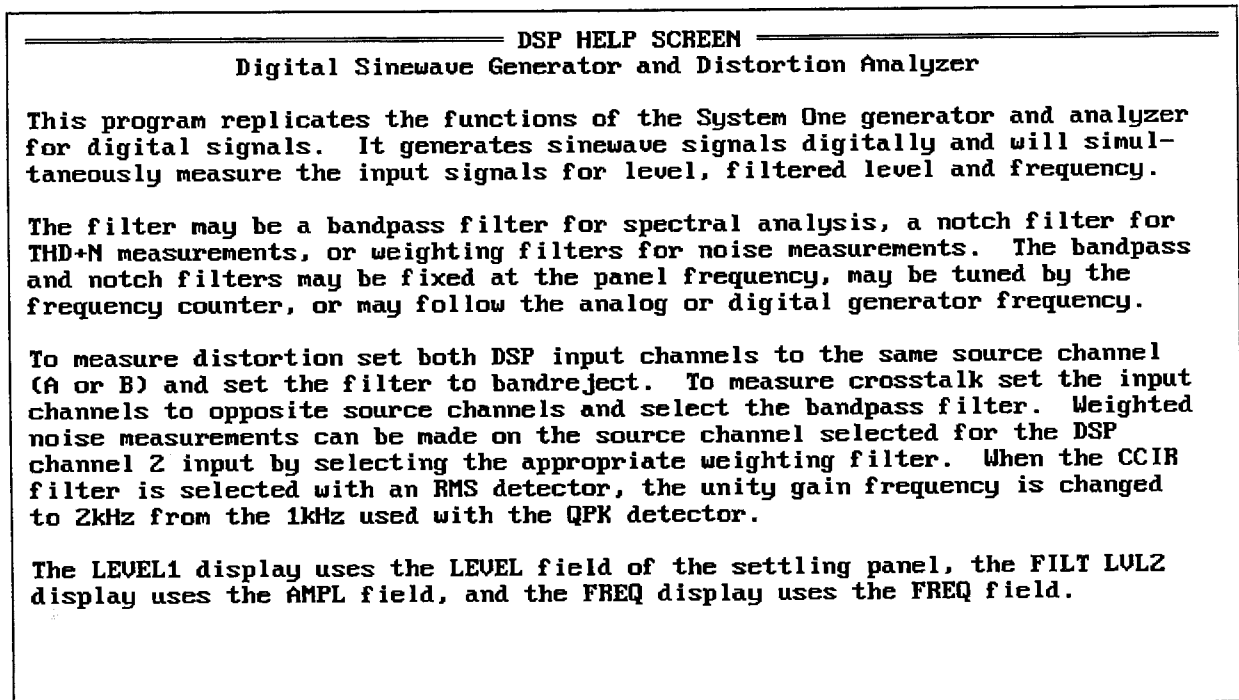 DSP HELP SCREEN
Digital Sinewave Generator and Distortion Analyzer
This program replicates the functions of the System One generator and analyzer
for digital signals.  It generates sinewave signals digitally and will simul-
taneously measure the input signals for level, filtered level and frequency.
The filter may be a bandpass filter for spectral analysis, a notch filter for
THD+N measurements, or weighting filters for noise measurements.  The bandpass
and notch filters may be fixed at the panel frequency, may be tuned by the
frequency counter, or may follow the analog or digital generator frequency.
To measure distortion set both DSP input channels to the same source channel
(A or B) and set the filter to bandreject.  To measure crosstalk set the input
channels to opposite source channels and select the bandpass filter.  Weighted
noise measurements can be made on the source channel selected for the DSP
channel 2 input by selecting the appropriate weighting filter.  When the CCIR
filter is selected with an RMS detector, the unity gain frequency is changed
to 2kHz from the 1kHz used with the QPK detector.
The LEVEL1 display uses the LEVEL field of the settling panel, the FILT LVL2
display uses the AMPL field, and the FREQ display uses the FREQ field.